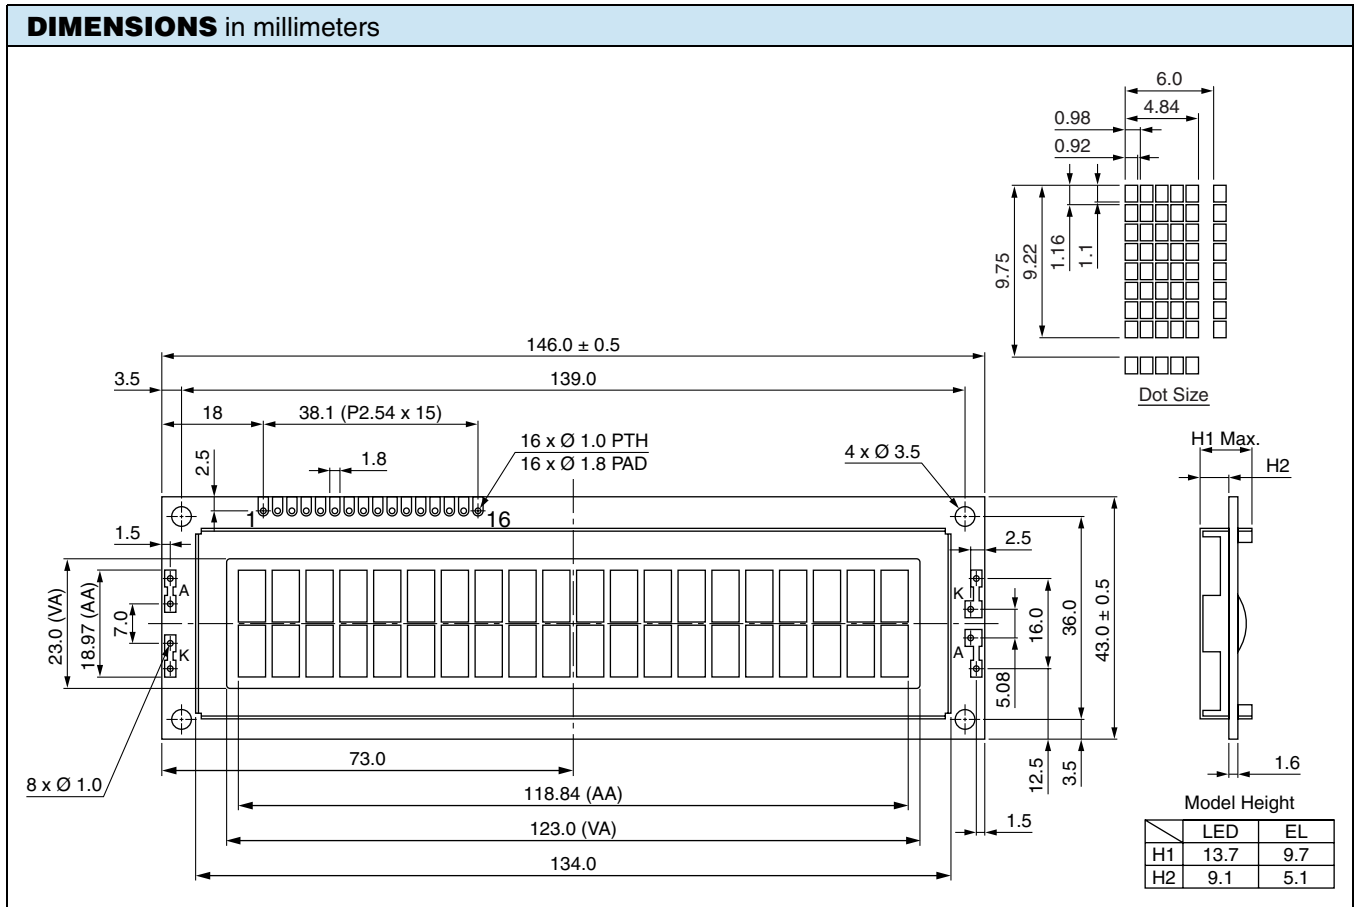 DIMENSIONS in millimeters
6.0
4.84
0.98
0.92
9.75
9.22
1.16
1.1
Dot Size
146.0 ± 0.5
3.5
139.0
18
38.1 (P2.54 x 15)
2.5
1.8
16 x Ø 1.0 PTH
16 x Ø 1.8 PAD
4 x Ø 3.5
H1 Max.
H2
1
16
1.5
2.5
A
K
K
A
23.0 (VA)
18.97 (AA)
7.0
16.0
36.0
43.0 ± 0.5
5.08
12.5
3.5
73.0
8 x Ø 1.0
118.84 (AA)
123.0 (VA)
134.0
1.5
1.6
Model Height
LED EL
H1 13.7 9.7
H2 9.1 5.1